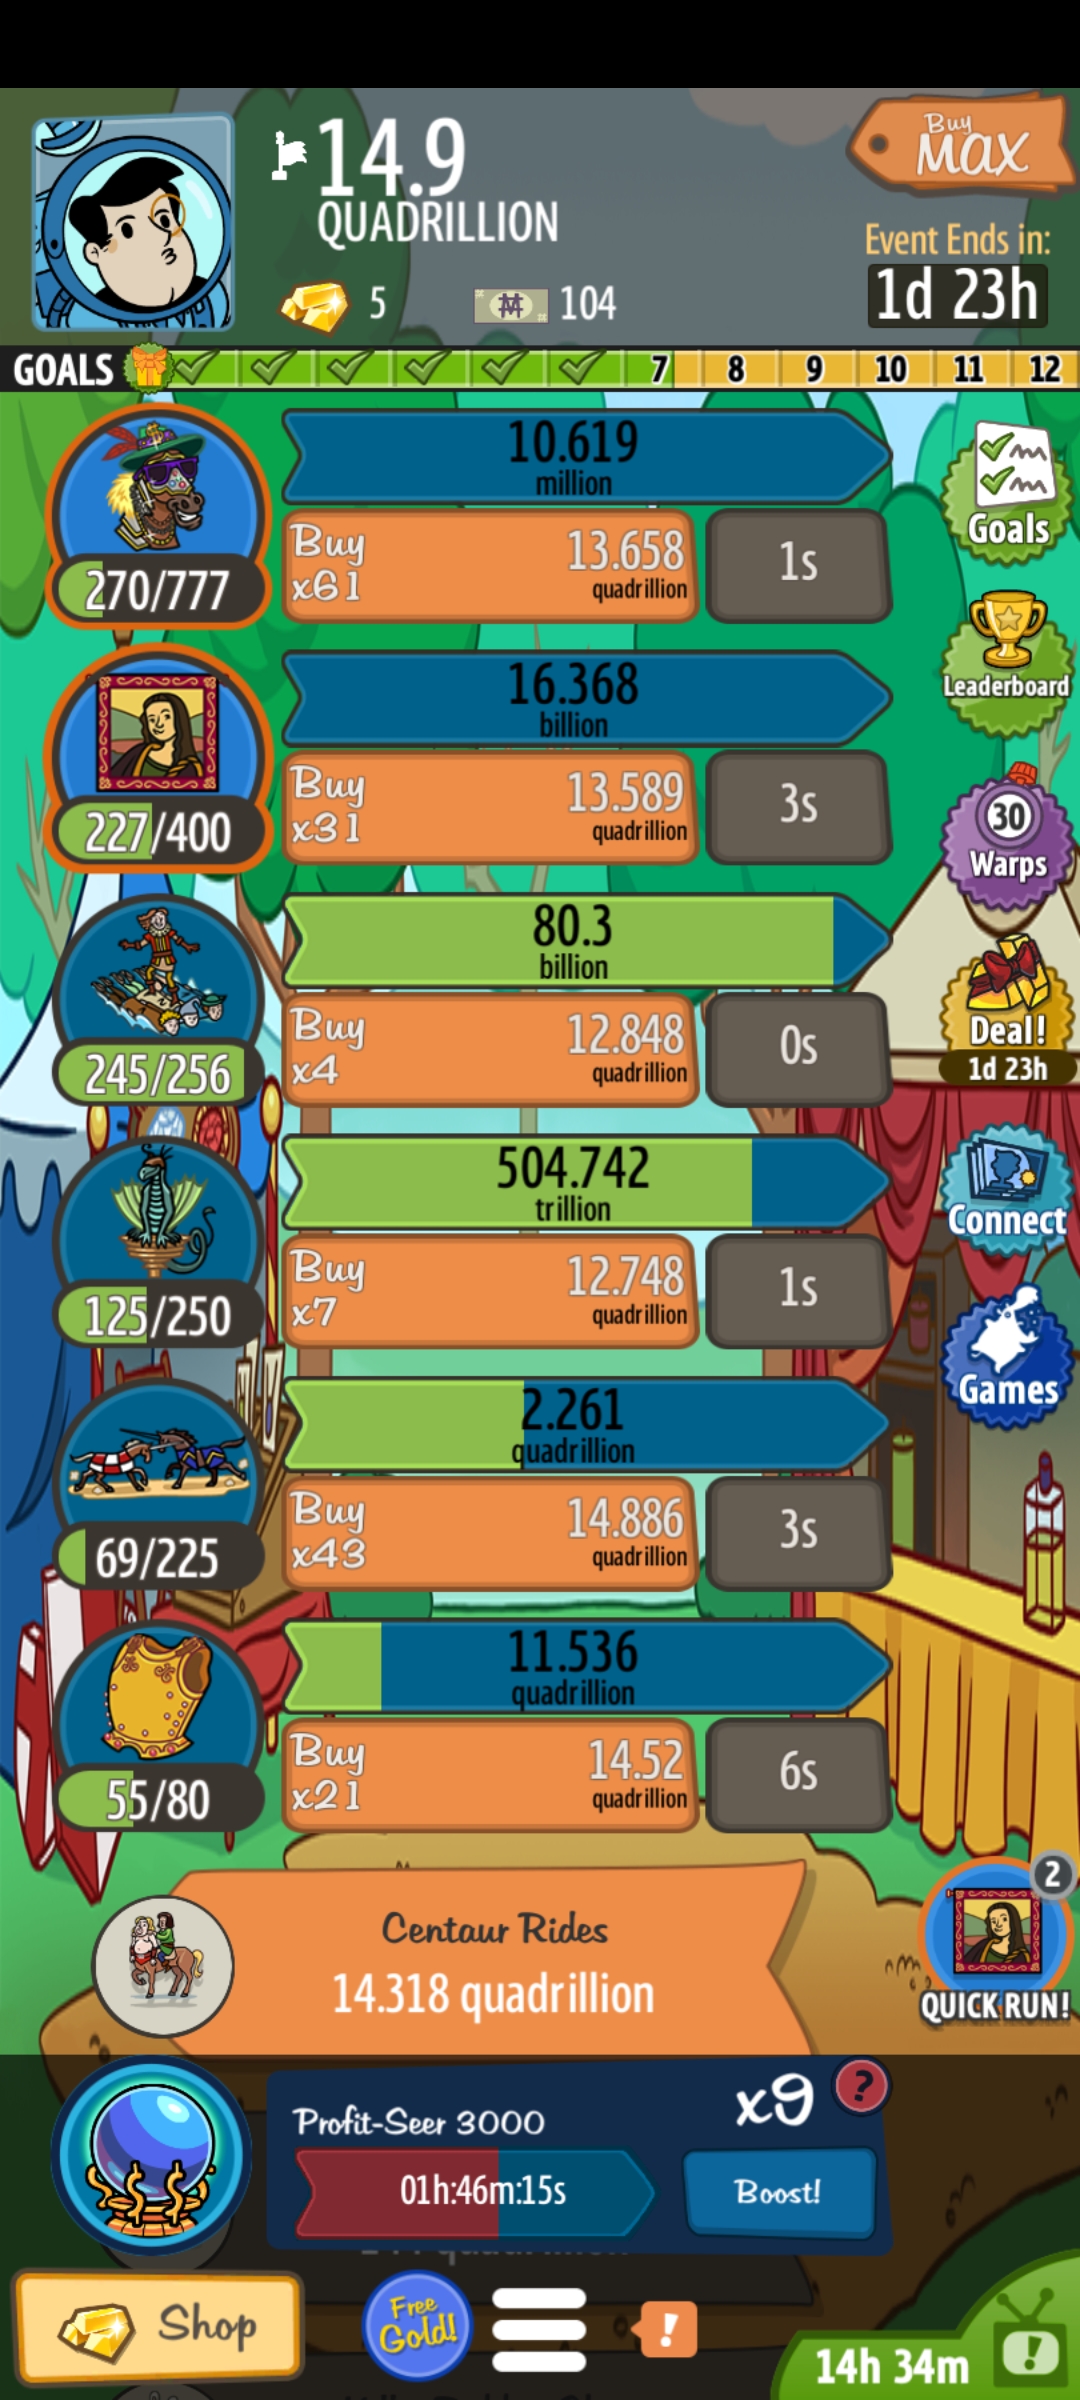 14.9
QUADRILLION
Buy
MAX
Event Ends in:
5
104
1d 23h
GOALS 7 8 9 10 11 12
10.619
million
Buy
x61
13.658
quadrillion
1s
270/777
Goals
16.368
billion
Buy
x31
13.589
quadrillion
3s
227/400
Leaderboard
30
Warps
80.3
billion
Buy
x4
12.848
quadrillion
0s
245/256
Deal!
1d 23h
504.742
trillion
Buy
x7
12.748
quadrillion
1s
125/250
Connect
2.261
quadrillion
Buy
x43
14.886
quadrillion
3s
69/225
Games
11.536
quadrillion
Buy
x21
14.52
quadrillion
6s
55/80
Centaur Rides
14.318 quadrillion
2
QUICK RUN!
Profit-Seer 3000
x9
?
01h:46m:15s
Boost!
Shop
Free
Gold!
!
14h 34m
!